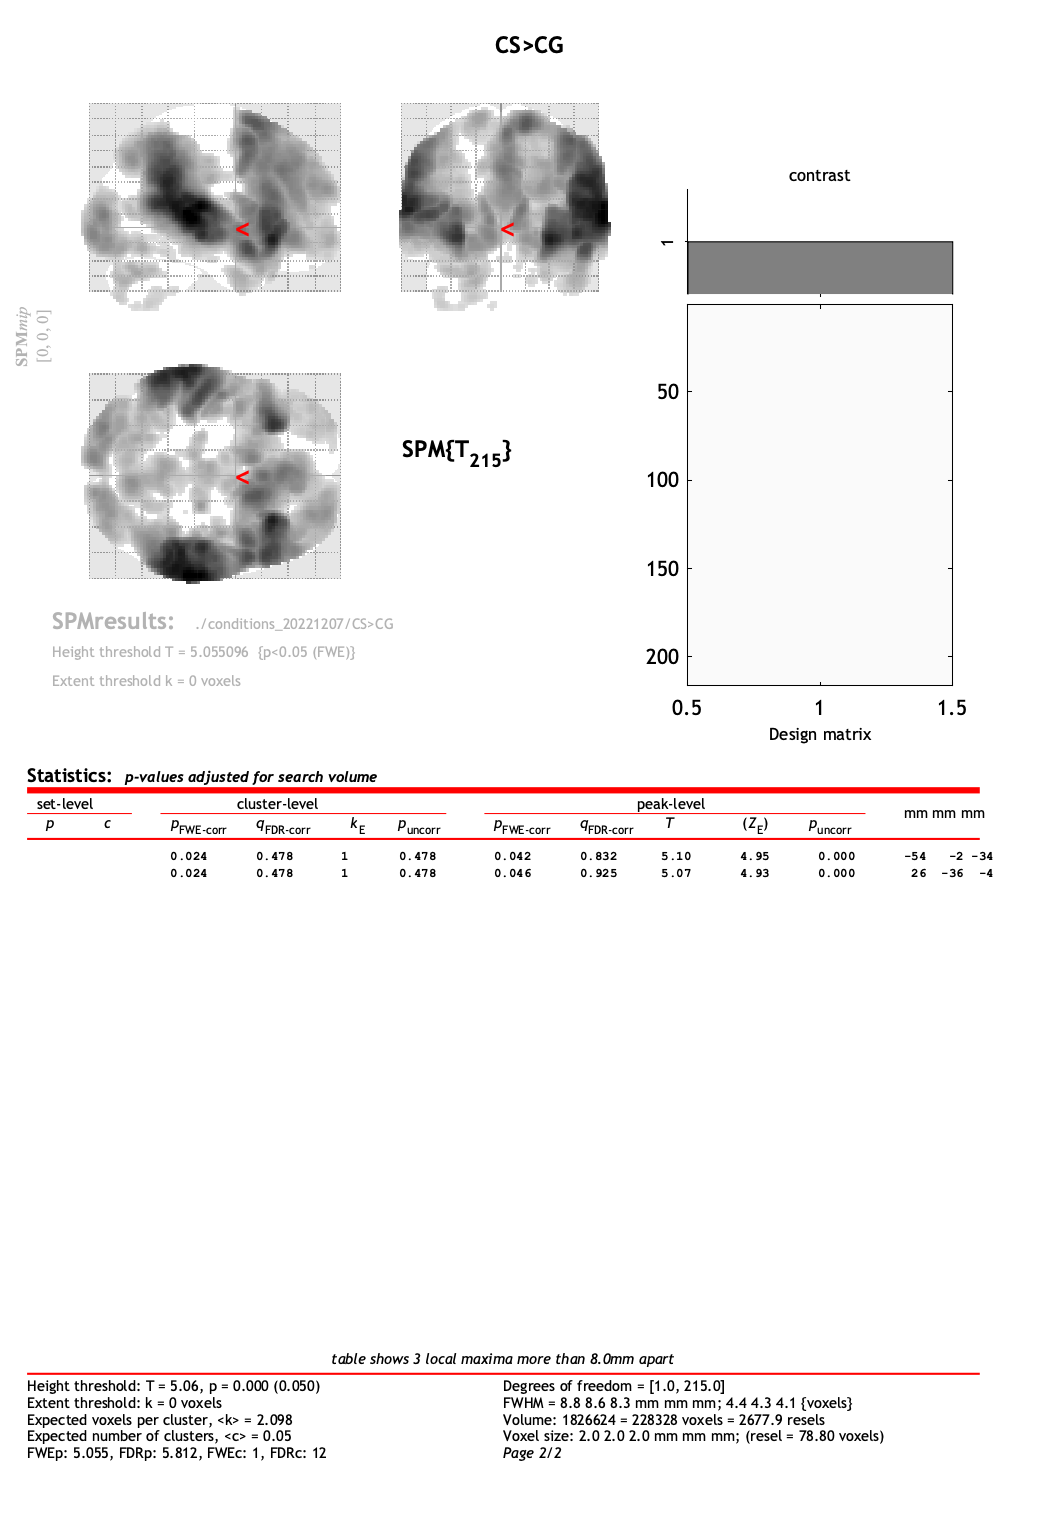 CS>CG
SPMmip
[0, 0, 0]
<
<
<
SPM{T215}
contrast
1
50
100
150
200
0.5 1 1.5
Design matrix
SPMresults: ./conditions_20221207/CS>CG
Height threshold T = 5.055096 {p<0.05 (FWE)}
Extent threshold k = 0 voxels
Statistics: p-values adjusted for search volume
set-level cluster-level peak-level mm mm mm
p c pFWE-corr qFDR-corr kE puncorr pFWE-corr qFDR-corr T (ZE) puncorr
0.024 0.478 1 0.478 0.042 0.832 5.10 4.95 0.000 -54 -2 -34
0.024 0.478 1 0.478 0.046 0.925 5.07 4.93 0.000 26 -36 -4
table shows 3 local maxima more than 8.0mm apart
Height threshold: T = 5.06, p = 0.000 (0.050)
Extent threshold: k = 0 voxels
Expected voxels per cluster, <k> = 2.098
Expected number of clusters, <c> = 0.05
FWEp: 5.055, FDRp: 5.812, FWEc: 1, FDRc: 12
Degrees of freedom = [1.0, 215.0]
FWHM = 8.8 8.6 8.3 mm mm mm; 4.4 4.3 4.1 {voxels}
Volume: 1826624 = 228328 voxels = 2677.9 resels
Voxel size: 2.0 2.0 2.0 mm mm mm; (resel = 78.80 voxels)
Page 2/2